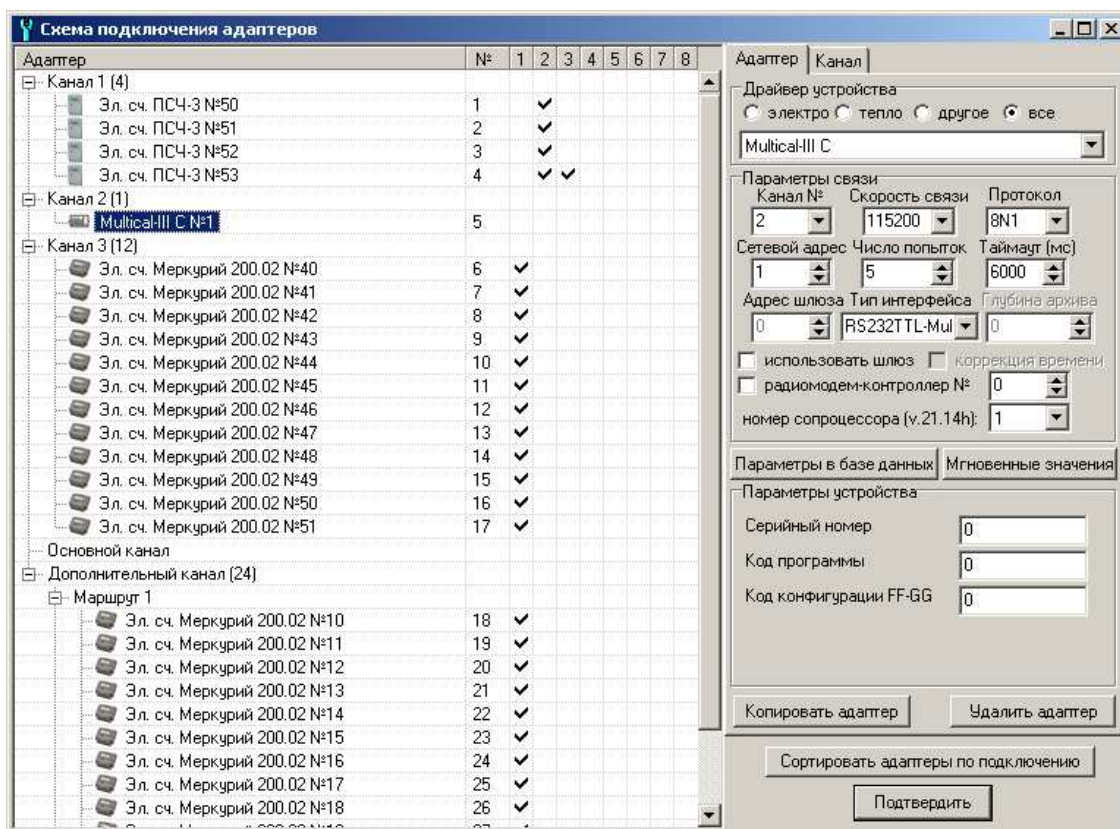 Схема подключения адаптеров
Адаптер № 1 2 3 4 5 6 7 8
Канал 1 (4)
Эл. сч. ПСЧ-3 №50 1
Эл. сч. ПСЧ-3 №51 2
Эл. сч. ПСЧ-3 №52 3
Эл. сч. ПСЧ-3 №53 4
Канал 2 (1)
Multical-III C №1 5
Канал 3 (12)
Эл. сч. Меркурий 200.02 №40 6
Эл. сч. Меркурий 200.02 №41 7
Эл. сч. Меркурий 200.02 №42 8
Эл. сч. Меркурий 200.02 №43 9
Эл. сч. Меркурий 200.02 №44 10
Эл. сч. Меркурий 200.02 №45 11
Эл. сч. Меркурий 200.02 №46 12
Эл. сч. Меркурий 200.02 №47 13
Эл. сч. Меркурий 200.02 №48 14
Эл. сч. Меркурий 200.02 №49 15
Эл. сч. Меркурий 200.02 №50 16
Эл. сч. Меркурий 200.02 №51 17
Основной канал
Дополнительный канал (24)
Маршрут 1
Эл. сч. Меркурий 200.02 №10 18
Эл. сч. Меркурий 200.02 №11 19
Эл. сч. Меркурий 200.02 №12 20
Эл. сч. Меркурий 200.02 №13 21
Эл. сч. Меркурий 200.02 №14 22
Эл. сч. Меркурий 200.02 №15 23
Эл. сч. Меркурий 200.02 №16 24
Эл. сч. Меркурий 200.02 №17 25
Эл. сч. Меркурий 200.02 №18 26
Адаптер Канал
Драйвер устройства
электро тепло другое все
Multical-III C
Параметры связи
Канал № Скорость связи Протокол
2 115200 8N1
Сетевой адрес Число попыток Таймаут (мс)
1 5 6000
Адрес шлюза Тип интерфейса Глубина архива
0 RS232TTL-Mul 0
использовать шлюз коррекция времени
радиомодем-контроллер № 0
номер сопроцессора (v.21.14h): 1
Параметры в базе данных Мгновенные значения
Параметры устройства
Серийный номер 0
Код программы 0
Код конфигурации FF-GG 0
Копировать адаптер Удалить адаптер
Сортировать адаптеры по подключению
Подтвердить